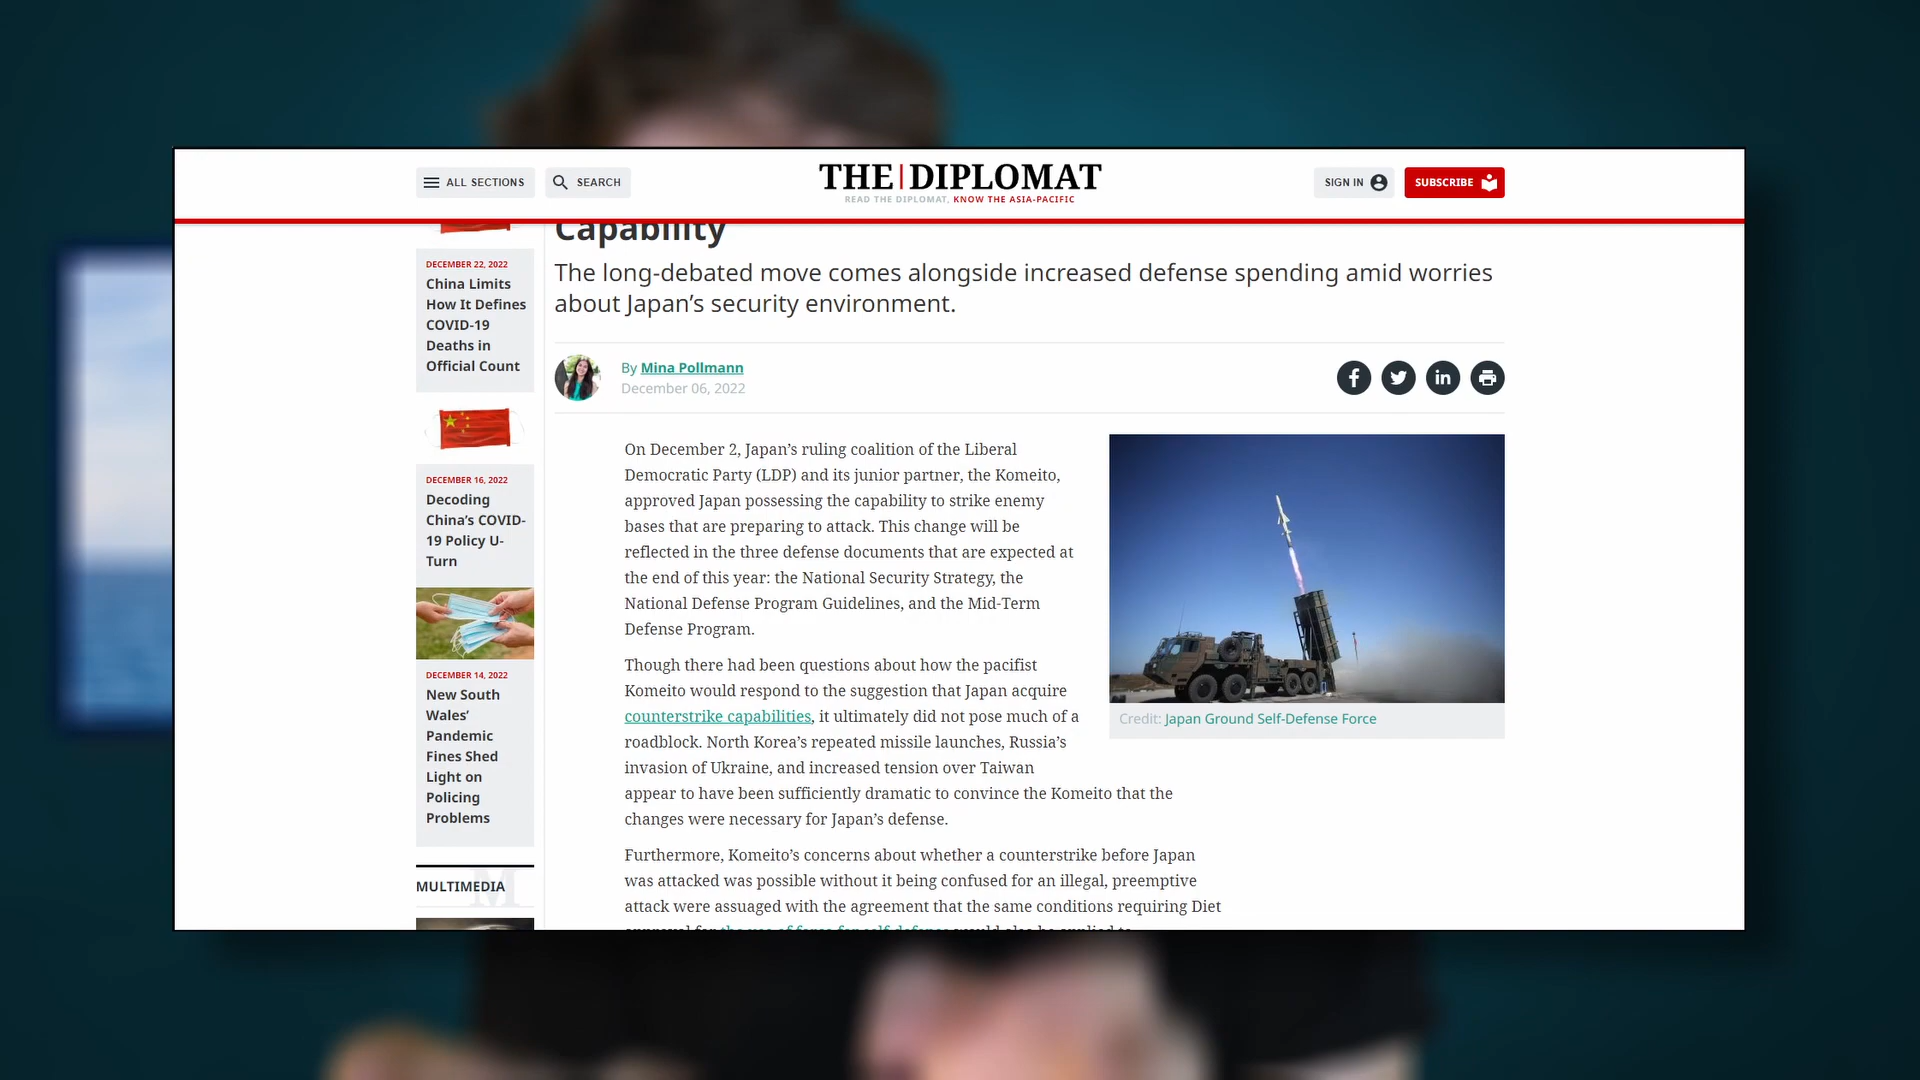 ALL SECTIONS
SEARCH
THE DIPLOMAT
READ THE DIPLOMAT, KNOW THE ASIA-PACIFIC
SIGN IN
SUBSCRIBE
DECEMBER 22, 2022
China Limits
How It Defines
COVID-19
Deaths in
Official Count
DECEMBER 16, 2022
Decoding
China's COVID-
19 Policy U-
Turn
DECEMBER 14, 2022
New South
Wales'
Pandemic
Fines Shed
Light on
Policing
Problems
M
MULTIMEDIA
Capability
The long-debated move comes alongside increased defense spending amid worries
about Japan's security environment.
By Mina Pollmann
December 06, 2022
On December 2, Japan's ruling coalition of the Liberal
Democratic Party (LDP) and its junior partner, the Komeito,
approved Japan possessing the capability to strike enemy
bases that are preparing to attack. This change will be
reflected in the three defense documents that are expected at
the end of this year: the National Security Strategy, the
National Defense Program Guidelines, and the Mid-Term
Defense Program.
Credit: Japan Ground Self-Defense Force
Though there had been questions about how the pacifist
Komeito would respond to the suggestion that Japan acquire
counterstrike capabilities, it ultimately did not pose much of a
roadblock. North Korea's repeated missile launches, Russia's
invasion of Ukraine, and increased tension over Taiwan
appear to have been sufficiently dramatic to convince the Komeito that the
changes were necessary for Japan's defense.
Furthermore, Komeito's concerns about whether a counterstrike before Japan
was attacked was possible without it being confused for an illegal, preemptive
attack were assuaged with the agreement that the same conditions requiring Diet
approval for the use of force for self-defense would also be applied to